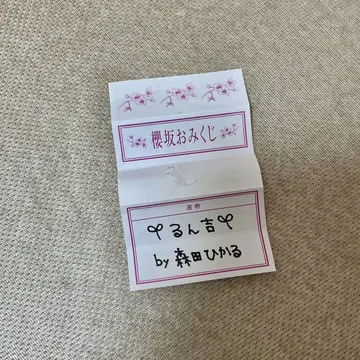 櫻坂おみくじ
運勢
るん吉
by 森田ひかる